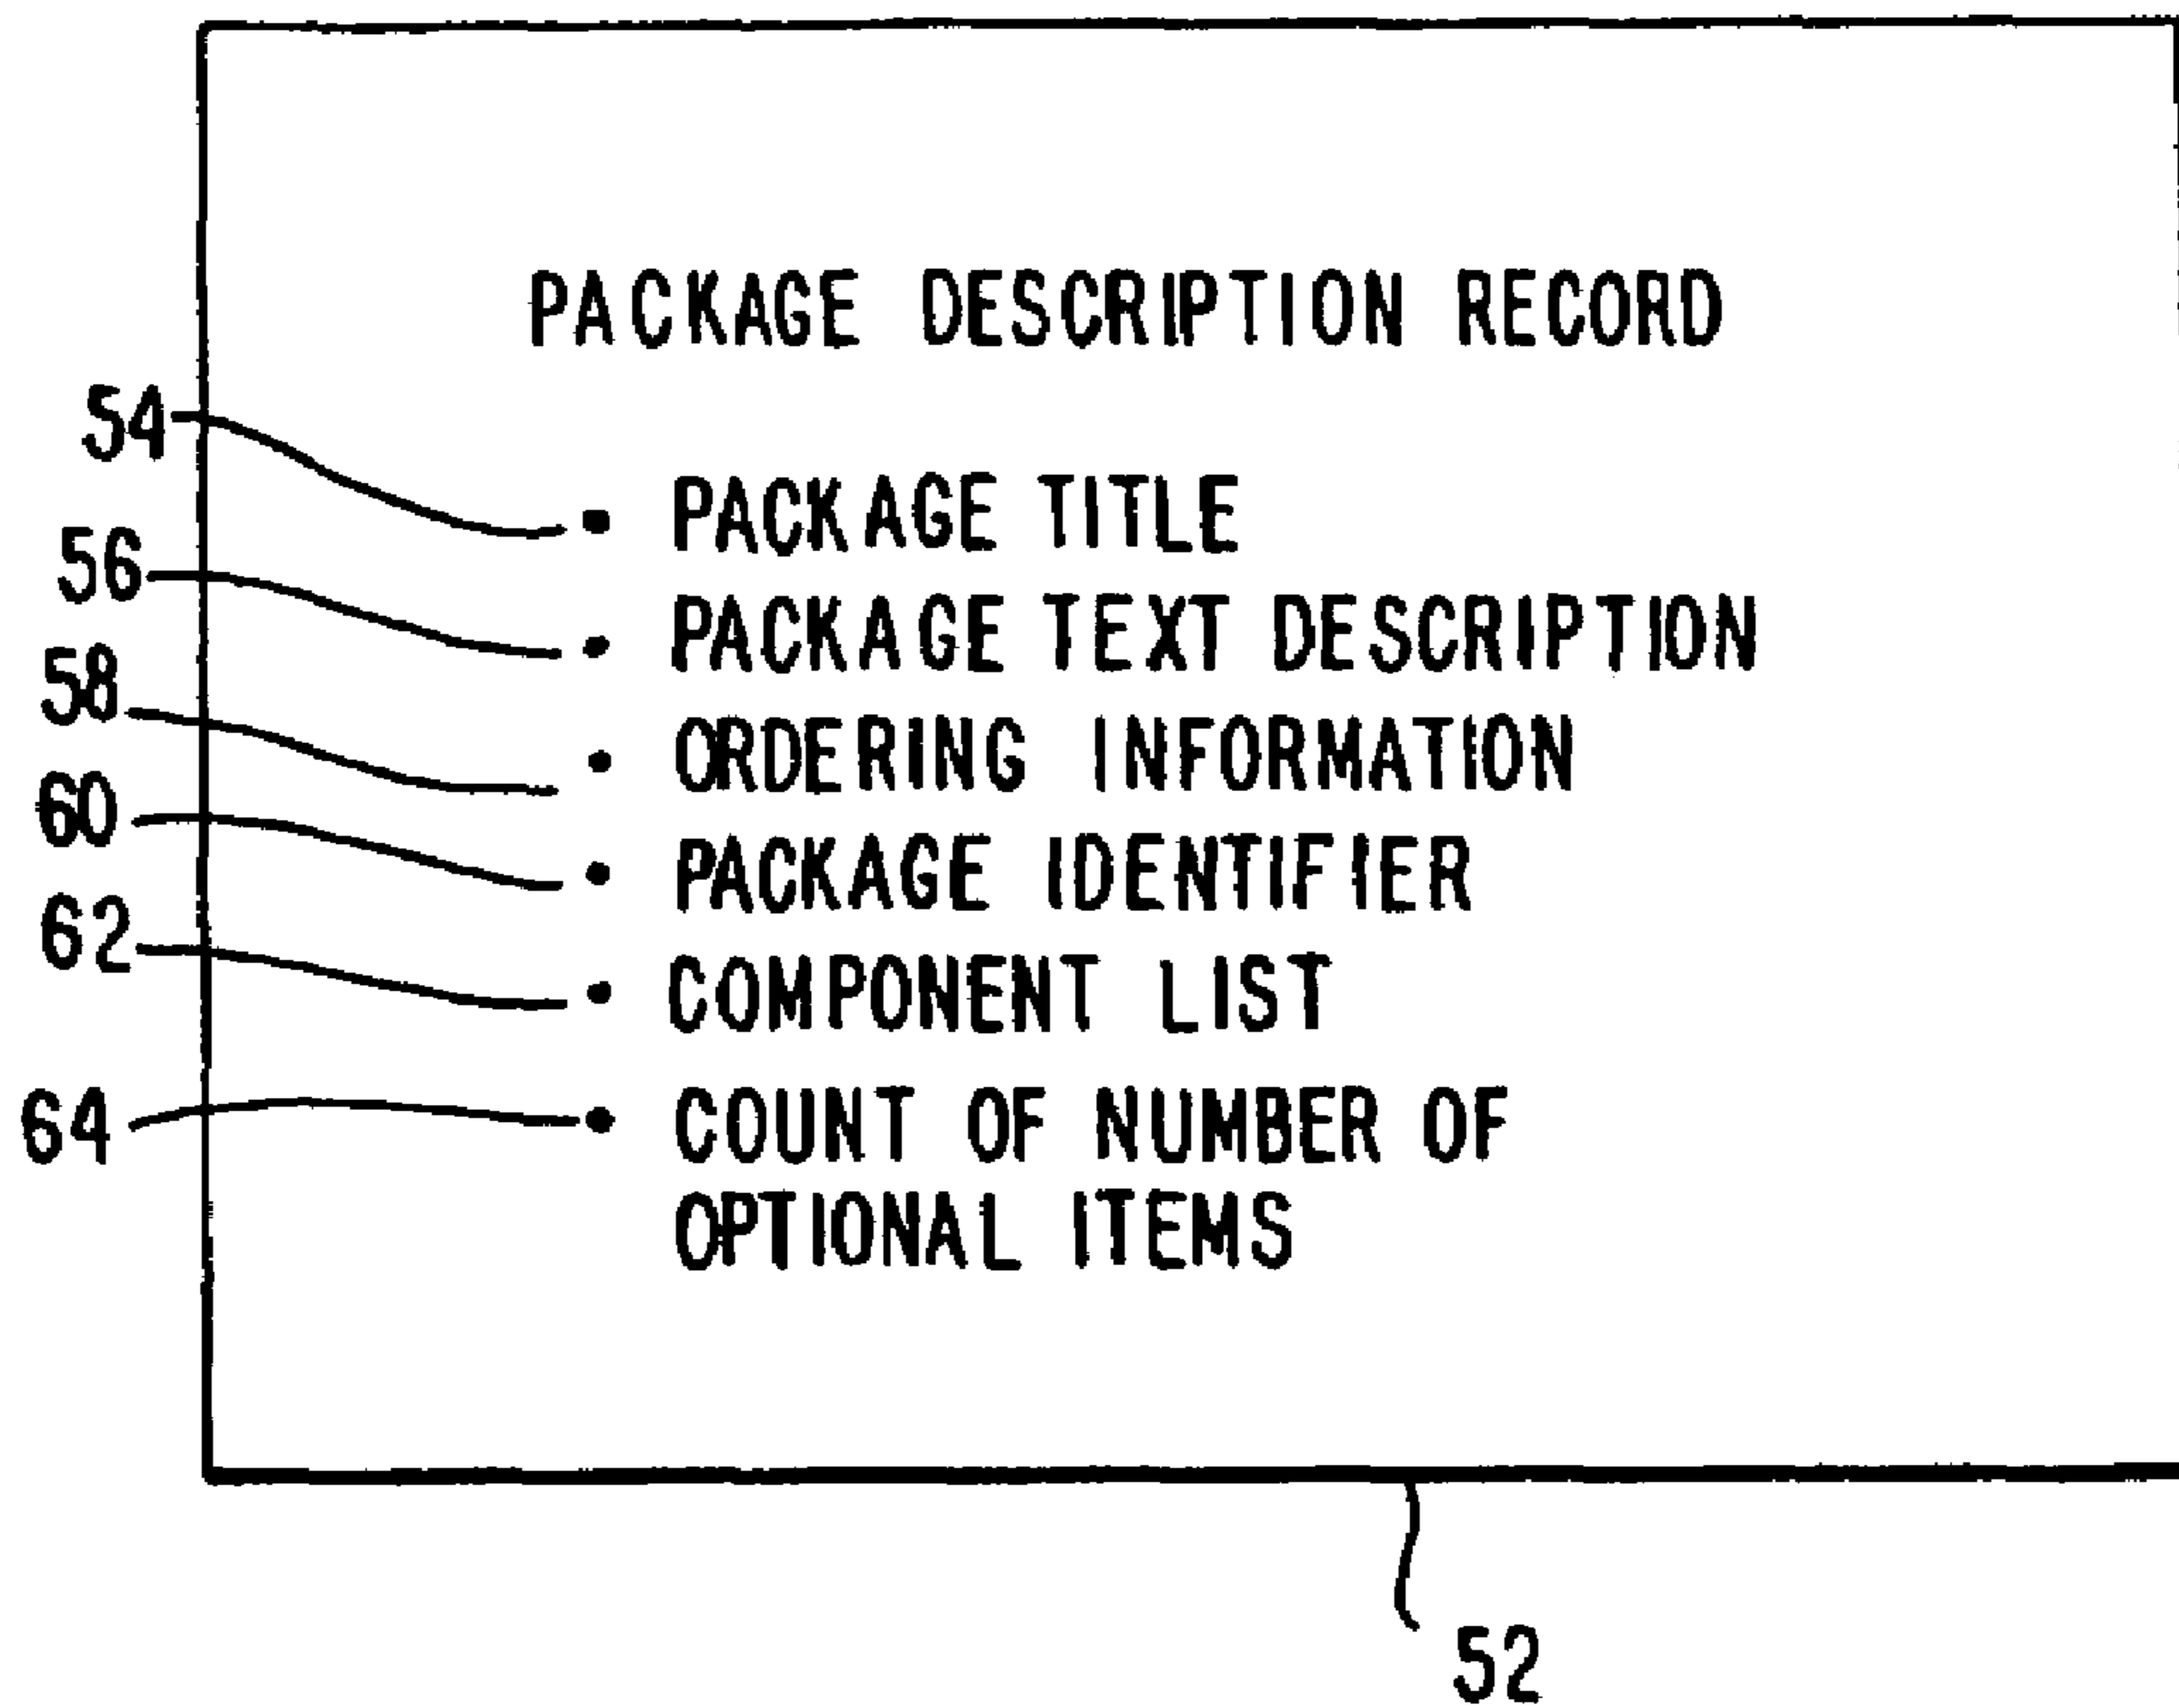 PACKAGE DESCRIPTION RECORD
54
• PACKAGE TITLE
56
• PACKAGE TEXT DESCRIPTION
58
• ORDERING INFORMATION
60
• PACKAGE IDENTIFIER
62
• COMPONENT LIST
64
• COUNT OF NUMBER OF
OPTIONAL ITEMS
52